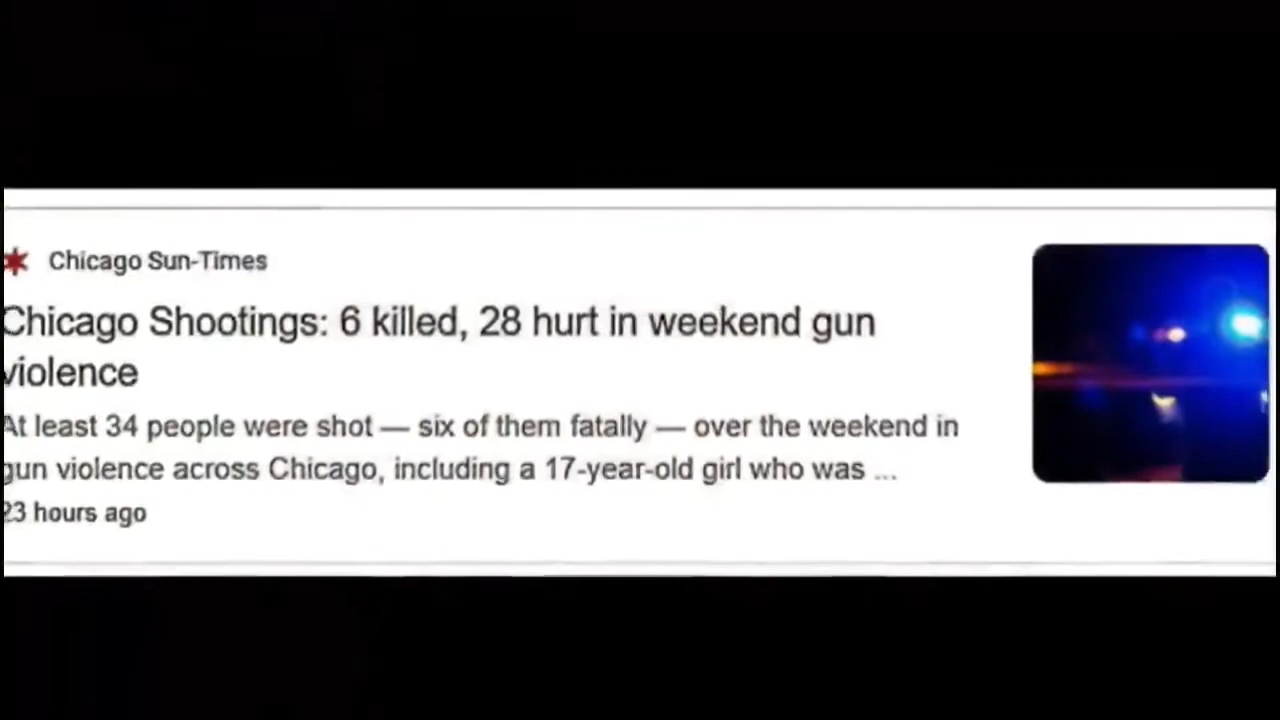 Chicago Sun-Times
Chicago Shootings: 6 killed, 28 hurt in weekend gun
violence
At least 34 people were shot — six of them fatally — over the weekend in
gun violence across Chicago, including a 17-year-old girl who was ...
23 hours ago